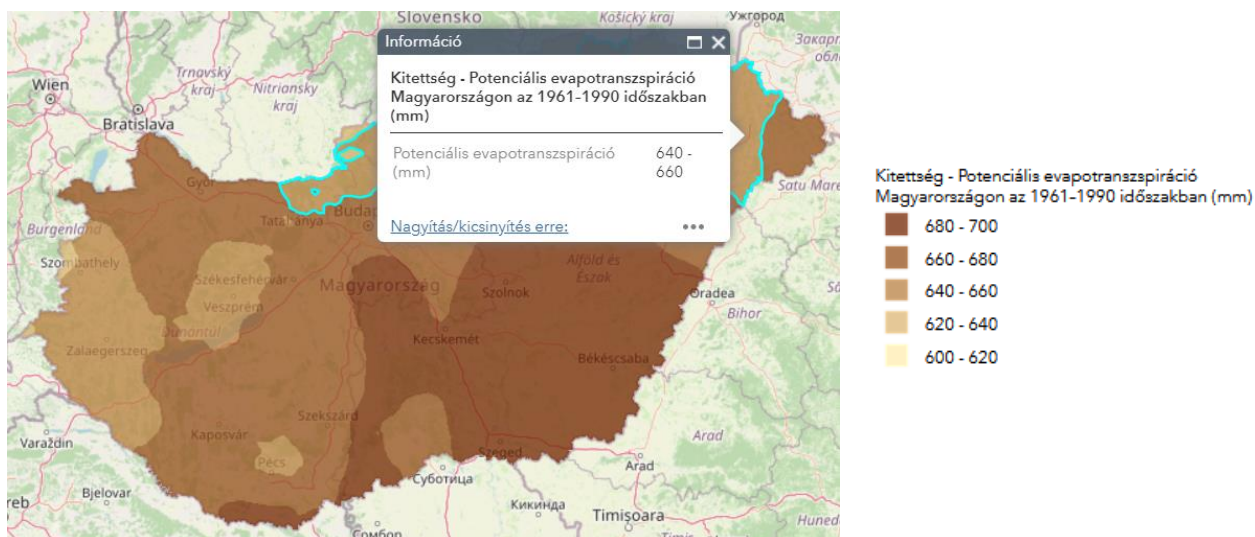 Slovensko
Košický kraj
Ужгород
Информáció
Kitettség - Potenciális evapotranszspiráció
Magyarországon az 1961-1990 időszakban
(mm)
Potenciális evapotranszspiráció
(mm)
640 -
660
Nagyítás/kicsinyítés erre:
Wien
Trnavský
kraj
Nitriansky
kraj
Bratislava
Győr
Tatabánya
Budap
Satu Mare
Burgenland
Szombathely
Székesfehérvár
Veszprém
Magyarország
Alföld és
Észak
Szolnok
Oradea
Bihor
Dunántúl
Zalaegerszeg
Kecskemét
Békéscsaba
Szekszárd
Kaposvár
Pécs
Szeged
Arad
Arad
Varaždin
Суботица
Bjelovar
reb
Кикинда
Timișoara
Сомбор
Timiș
Huned
Kitettség - Potenciális evapotranszspiráció
Magyarországon az 1961-1990 időszakban (mm)
680 - 700
660 - 680
640 - 660
620 - 640
600 - 620